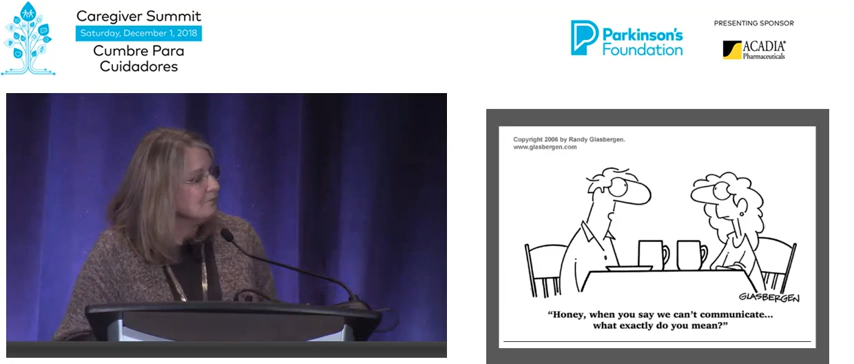 Caregiver Summit
Saturday, December 1, 2018
Cumbre Para
Cuidadores
Parkinson's
Foundation
PRESENTING SPONSOR
ACADIA®
Pharmaceuticals
Copyright 2006 by Randy Glasbergen.
www.glasbergen.com
GLASBERGEN
“Honey, when you say we can't communicate...
what exactly do you mean?”